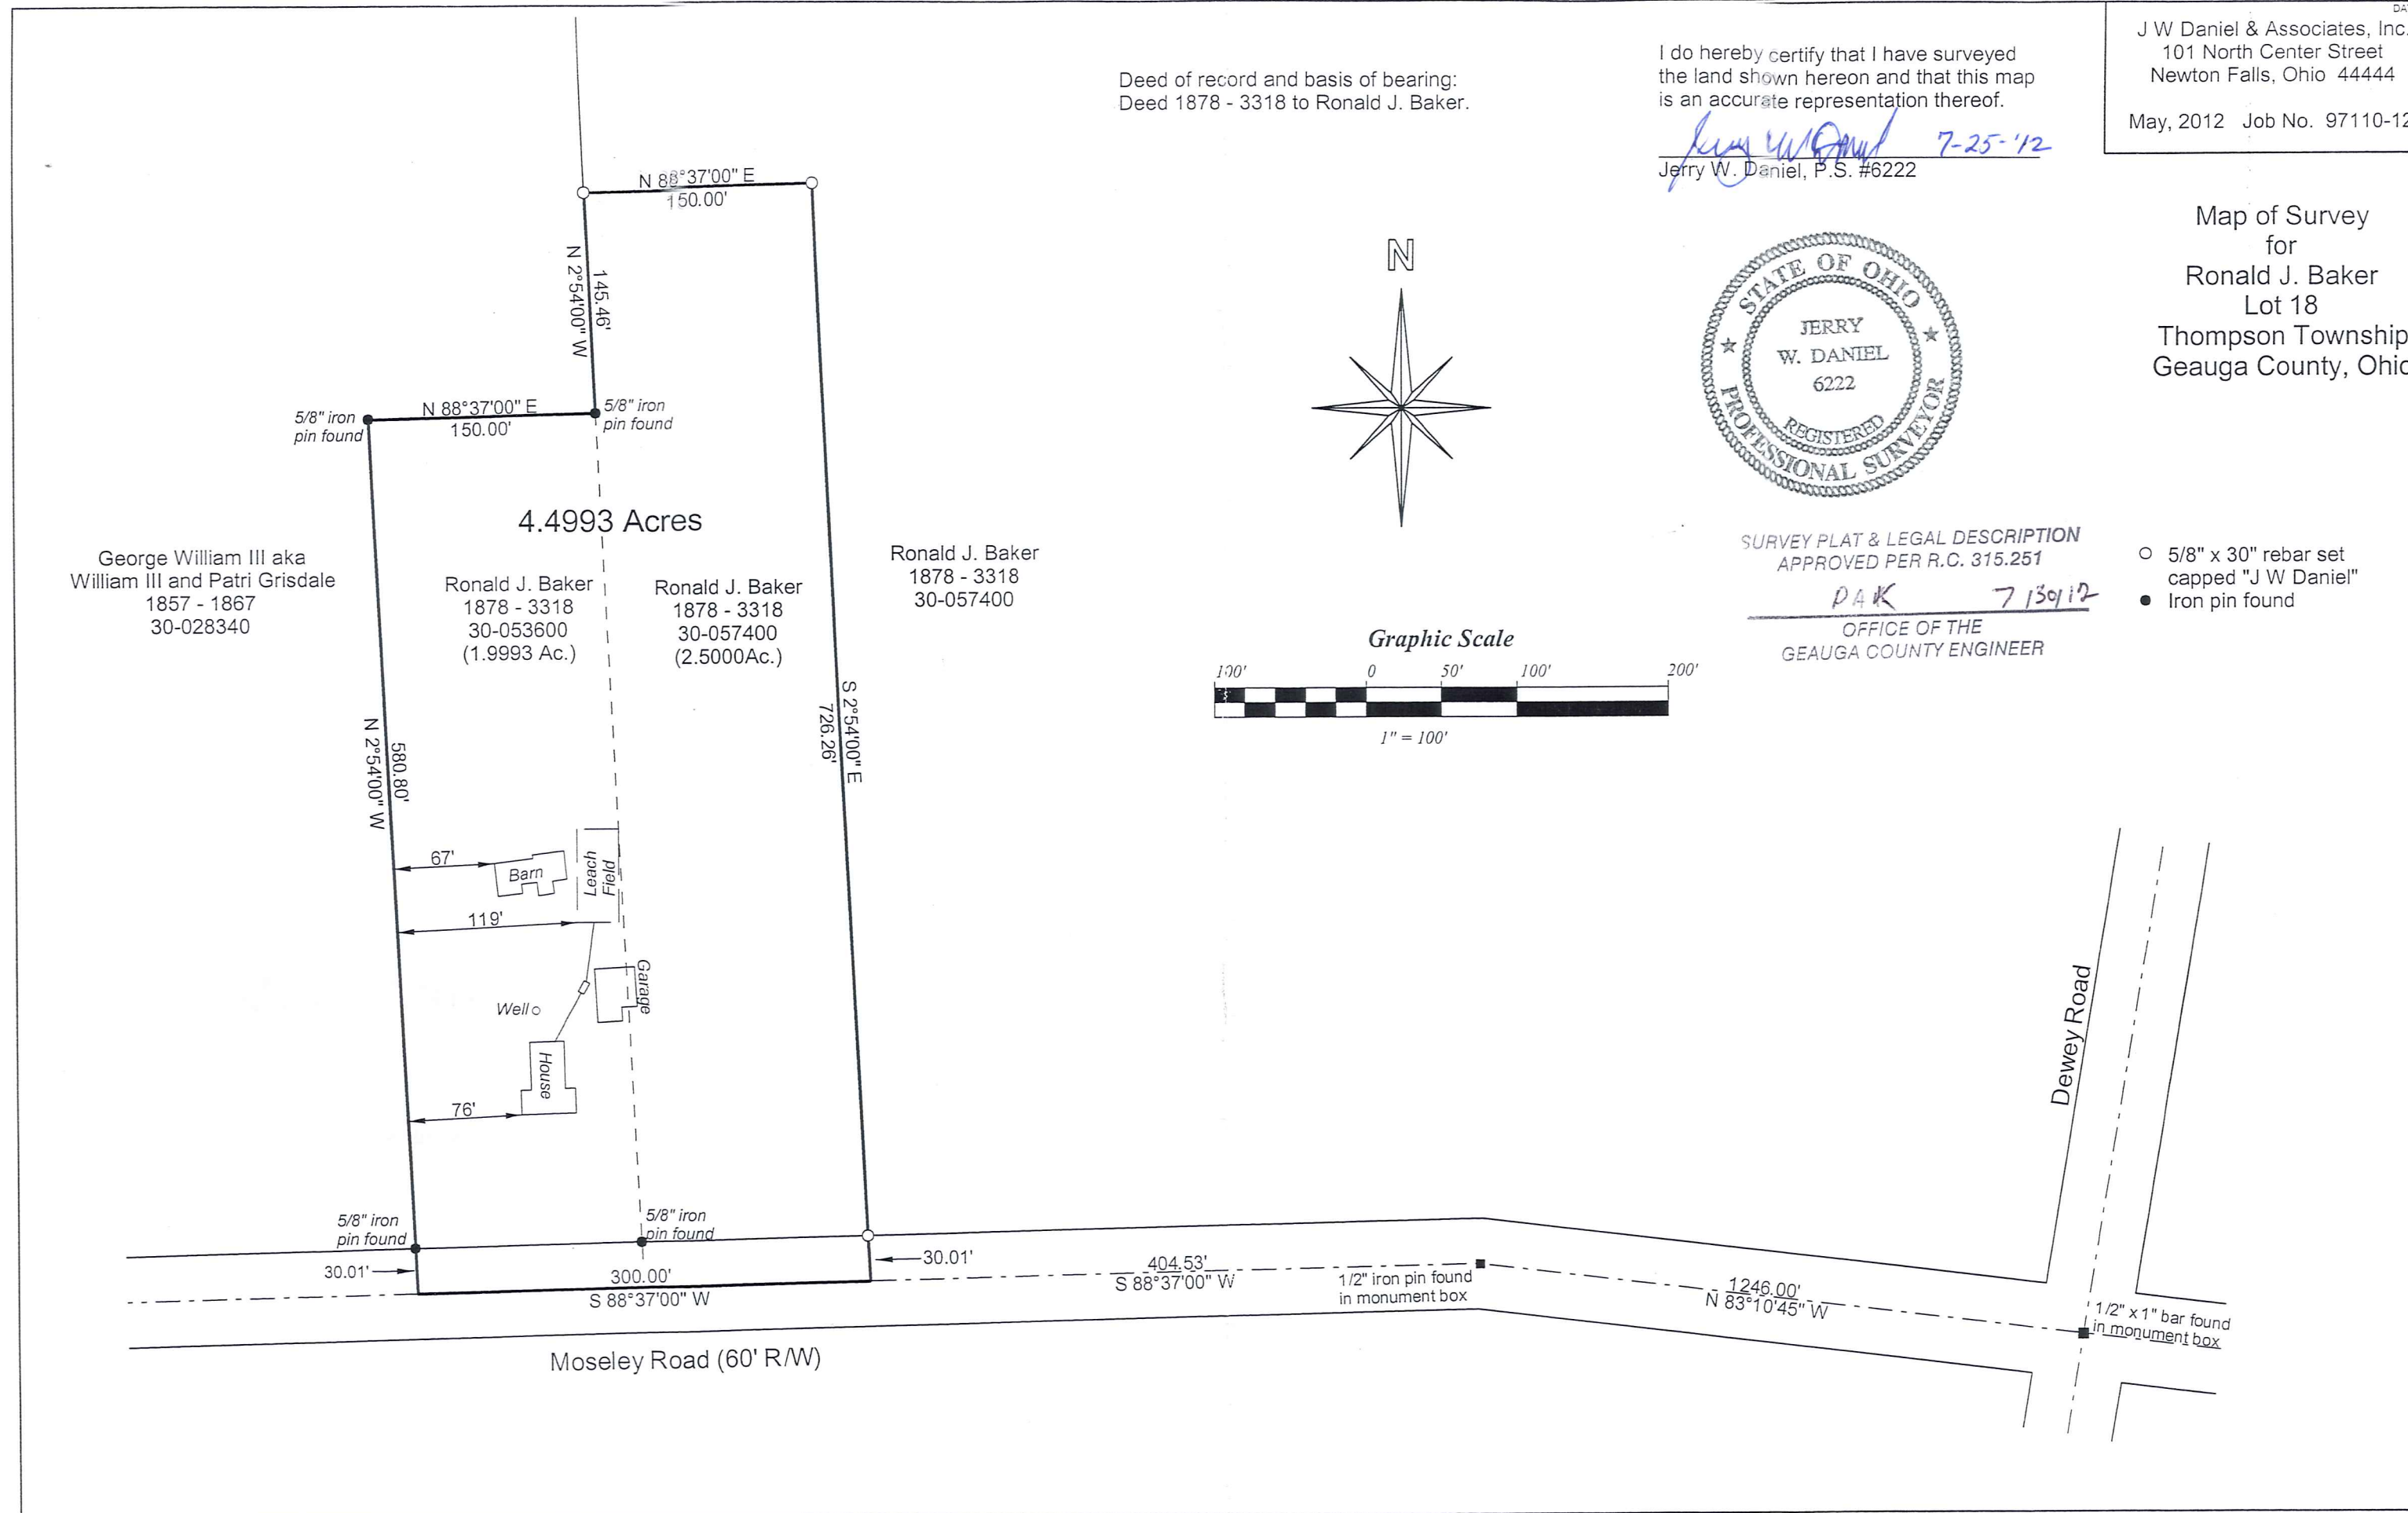 Deed of record and basis of bearing:
Deed 1878 - 3318 to Ronald J. Baker.
I do hereby certify that I have surveyed
the land shown hereon and that this map
is an accurate representation thereof.
7-25-'12
Jerry W. Daniel, P.S. #6222
J W Daniel & Associates, Inc.
101 North Center Street
Newton Falls, Ohio 44444
May, 2012 Job No. 97110-12
Map of Survey
for
Ronald J. Baker
Lot 18
Thompson Township
Geauga County, Ohio
STATE OF OHIO
JERRY
W. DANIEL
6222
REGISTERED
PROFESSIONAL SURVEYOR
SURVEY PLAT & LEGAL DESCRIPTION
APPROVED PER R.C. 315.251
PAK 7/30/12
OFFICE OF THE
GEAUGA COUNTY ENGINEER
5/8" x 30" rebar set
capped "J W Daniel"
Iron pin found
N
Graphic Scale
100' 0 50' 100' 200'
1" = 100'
N 88°37'00" E
150.00'
N 2°54'00" W
145.46'
5/8" iron
pin found
N 88°37'00" E
150.00'
5/8" iron
pin found
4.4993 Acres
George William III aka
William III and Patri Grisdale
1857 - 1867
30-028340
Ronald J. Baker
1878 - 3318
30-053600
(1.9993 Ac.)
Ronald J. Baker
1878 - 3318
30-057400
(2.5000Ac.)
Ronald J. Baker
1878 - 3318
30-057400
S 2°54'00" E
726.26'
N 2°54'00" W
580.80'
67'
Barn
Leach
Field
119'
Garage
Well
House
76'
5/8" iron
pin found
5/8" iron
pin found
30.01'
300.00'
S 88°37'00" W
30.01'
404.53'
S 88°37'00" W
1/2" iron pin found
in monument box
1246.00'
N 83°10'45" W
1/2" x 1" bar found
in monument box
Dewey Road
Moseley Road (60' R/W)